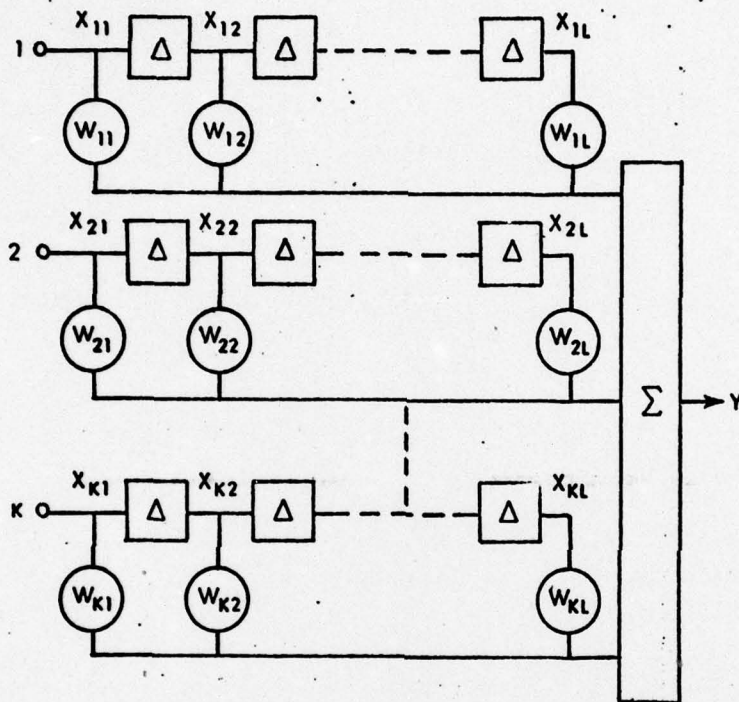 X11 X12 X1L
1 Δ Δ Δ
W11 W12 W1L
X21 X22 X2L
2 Δ Δ Δ
W21 W22 W2L
Σ Y
XK1 XK2 XKL
K Δ Δ Δ
WK1 WK2 WKL